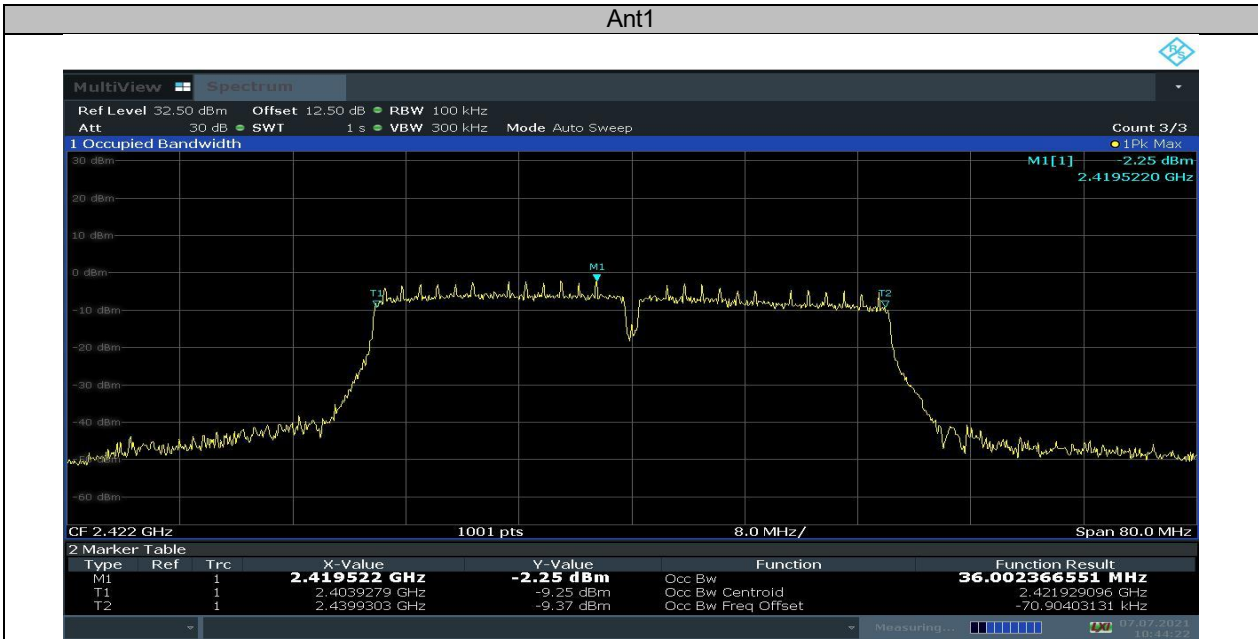 Ant1
MultiView Spectrum
Ref Level 32.50 dBm Offset 12.50 dB RBW 100 kHz
Att 30 dB SWT 1 s VBW 300 kHz Mode Auto Sweep Count 3/3
1 Occupied Bandwidth 1Pk Max
30 dBm M1[1] -2.25 dBm
2.4195220 GHz
20 dBm
10 dBm
0 dBm M1
T1 T2
-10 dBm
-20 dBm
-30 dBm
-40 dBm
-60 dBm
CF 2.422 GHz 1001 pts 8.0 MHz/ Span 80.0 MHz
2 Marker Table
Type Ref Trc X-Value Y-Value Function Function Result
M1 1 2.419522 GHz -2.25 dBm Occ Bw 36.002366551 MHz
T1 1 2.4039279 GHz -9.25 dBm Occ Bw Centroid 2.421929096 GHz
T2 1 2.4399303 GHz -9.37 dBm Occ Bw Freq Offset -70.90403131 kHz
Measuring... 07.07.2021
10:44:22